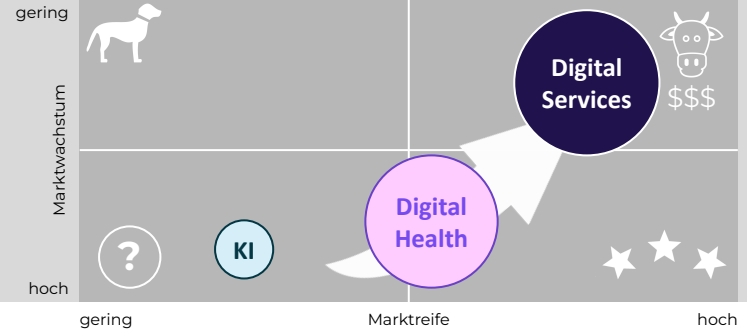 gering
Marktwachstum
hoch
Digital
Services
$$$
Digital
Health
KI
?
gering
Marktreife
hoch